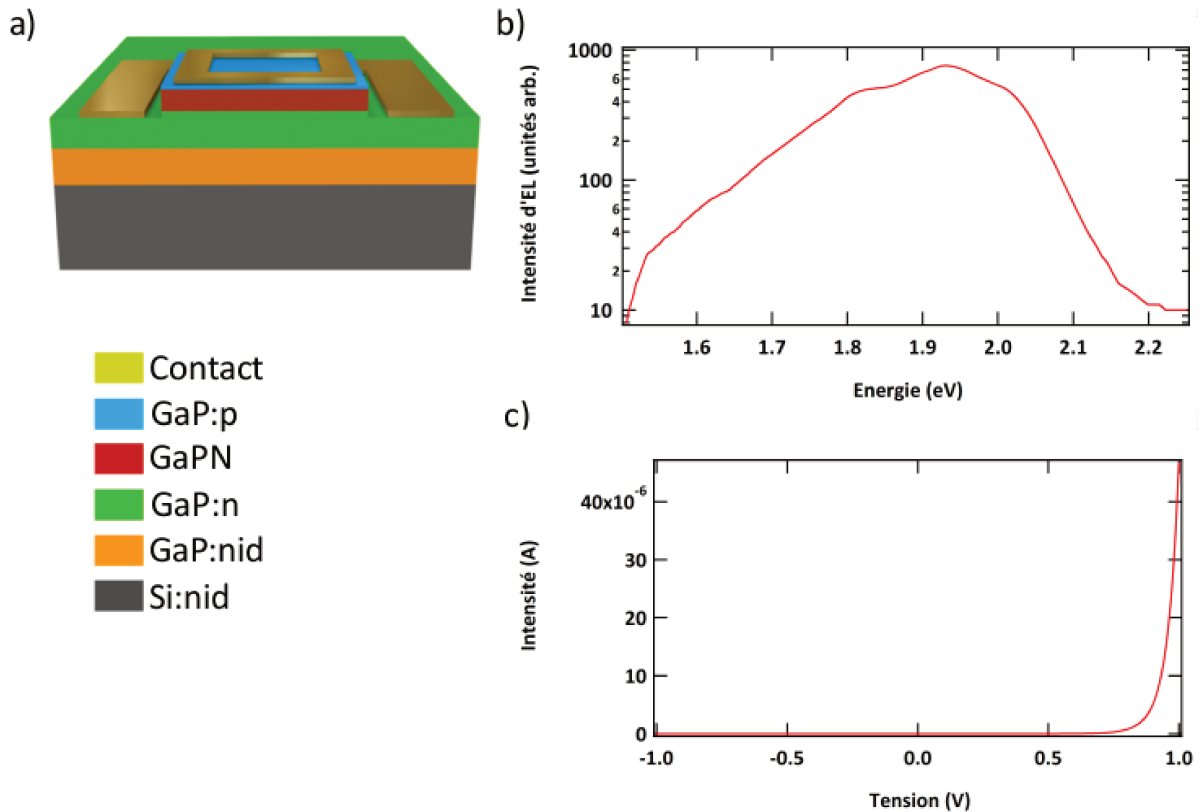 a)
Contact
GaP:p
GaPN
GaP:n
GaP:nid
Si:nid
b)
Intensité d'EL (unités arb.)
1000
6
4
2
100
6
4
2
10
1.6 1.7 1.8 1.9 2.0 2.1 2.2
Energie (eV)
c)
Intensité (A)
40x10⁻⁶
30
20
10
0
-1.0 -0.5 0.0 0.5 1.0
Tension (V)